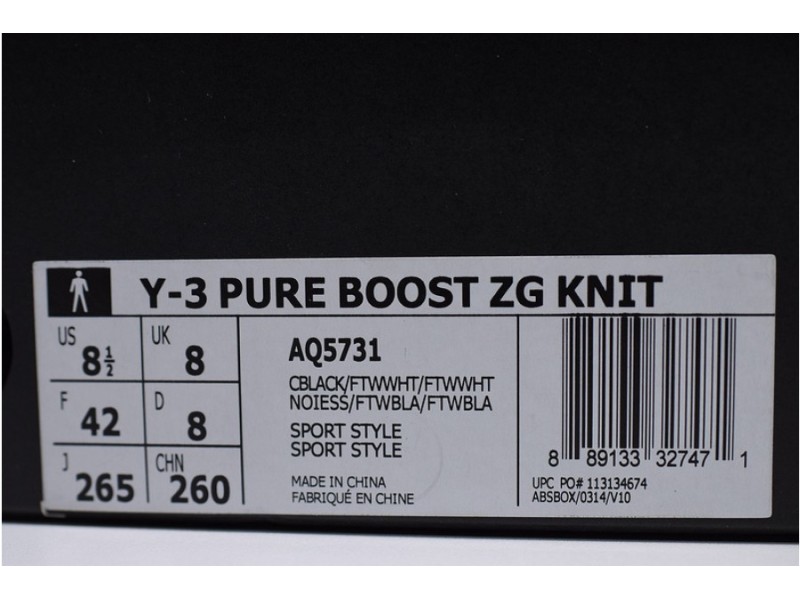 Y-3 PURE BOOST ZG KNIT
US 8½
UK 8
F 42
D 8
J 265
CHN 260
AQ5731
CBLACK/FTWWHT/FTWWHT
NOIESS/FTWBLA/FTWBLA
SPORT STYLE
SPORT STYLE
MADE IN CHINA
FABRIQUÉ EN CHINE
8 89133 32747 1
UPC PO# 113134674
ABSBOX/0314/V10